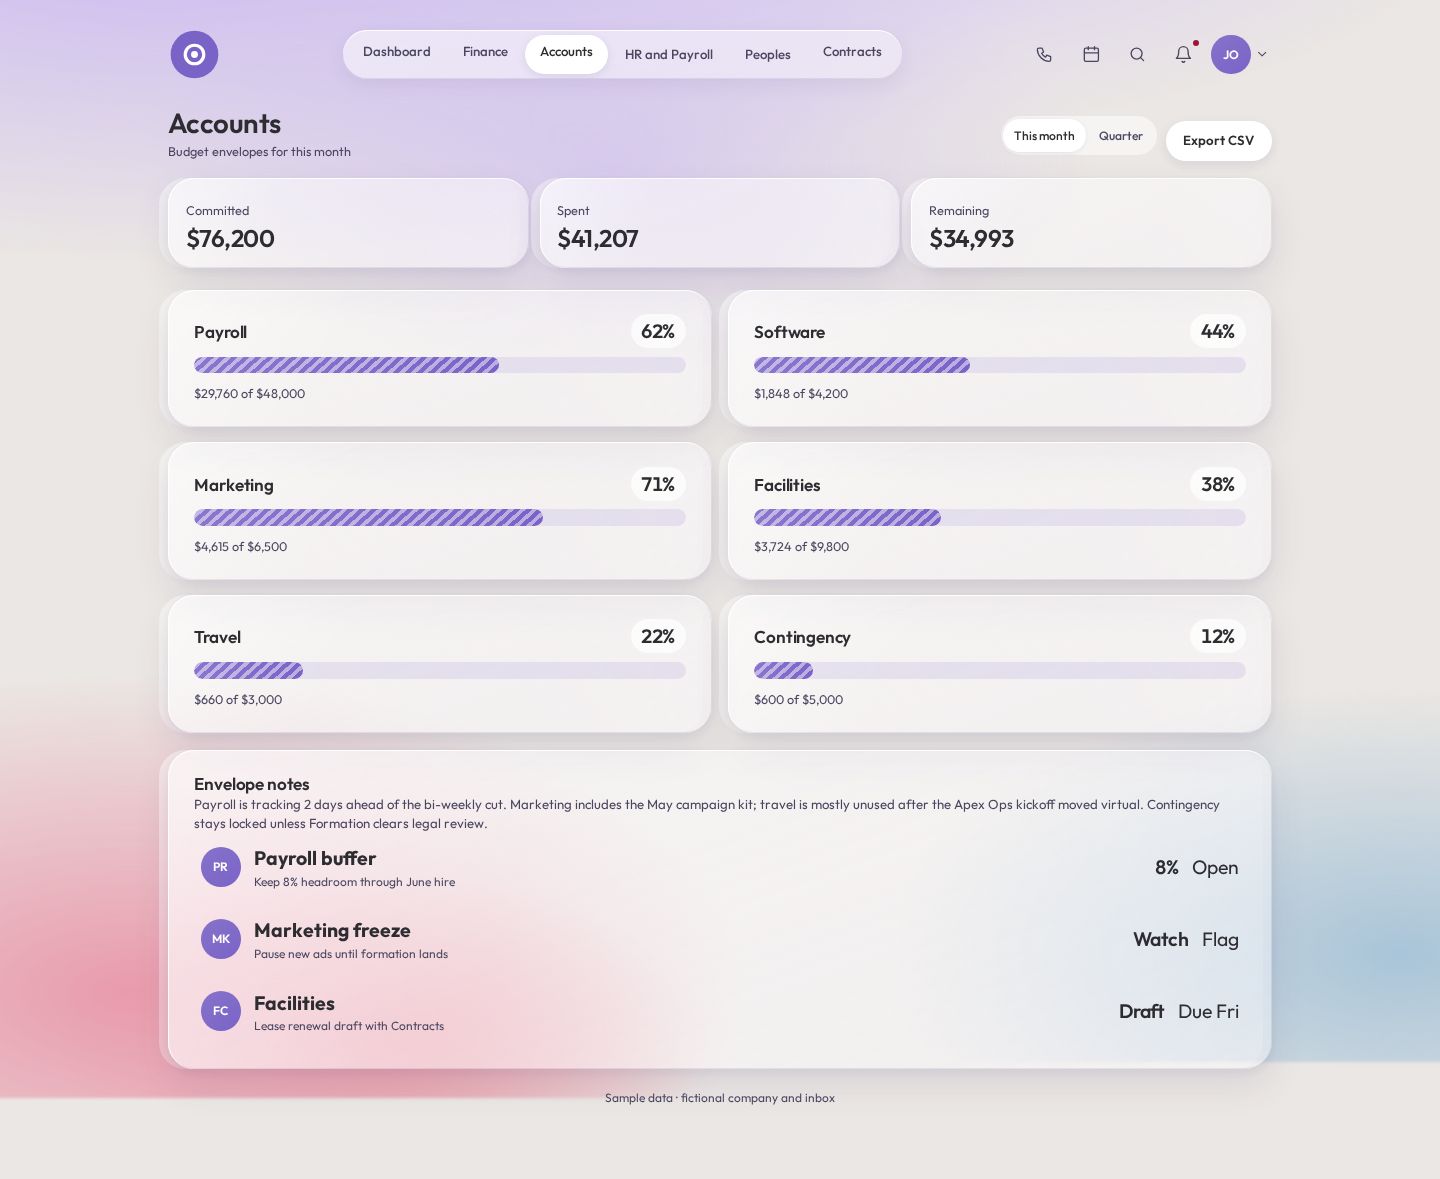 Dashboard Finance Accounts HR and Payroll Peoples Contracts JO
Accounts
Budget envelopes for this month
This month Quarter Export CSV
Committed
$76,200
Spent
$41,207
Remaining
$34,993
Payroll 62%
$29,760 of $48,000
Software 44%
$1,848 of $4,200
Marketing 71%
$4,615 of $6,500
Facilities 38%
$3,724 of $9,800
Travel 22%
$660 of $3,000
Contingency 12%
$600 of $5,000
Envelope notes
Payroll is tracking 2 days ahead of the bi-weekly cut. Marketing includes the May campaign kit; travel is mostly unused after the Apex Ops kickoff moved virtual. Contingency
stays locked unless Formation clears legal review.
PR Payroll buffer 8% Open
Keep 8% headroom through June hire
MK Marketing freeze Watch Flag
Pause new ads until formation lands
FC Facilities Draft Due Fri
Lease renewal draft with Contracts
Sample data · fictional company and inbox